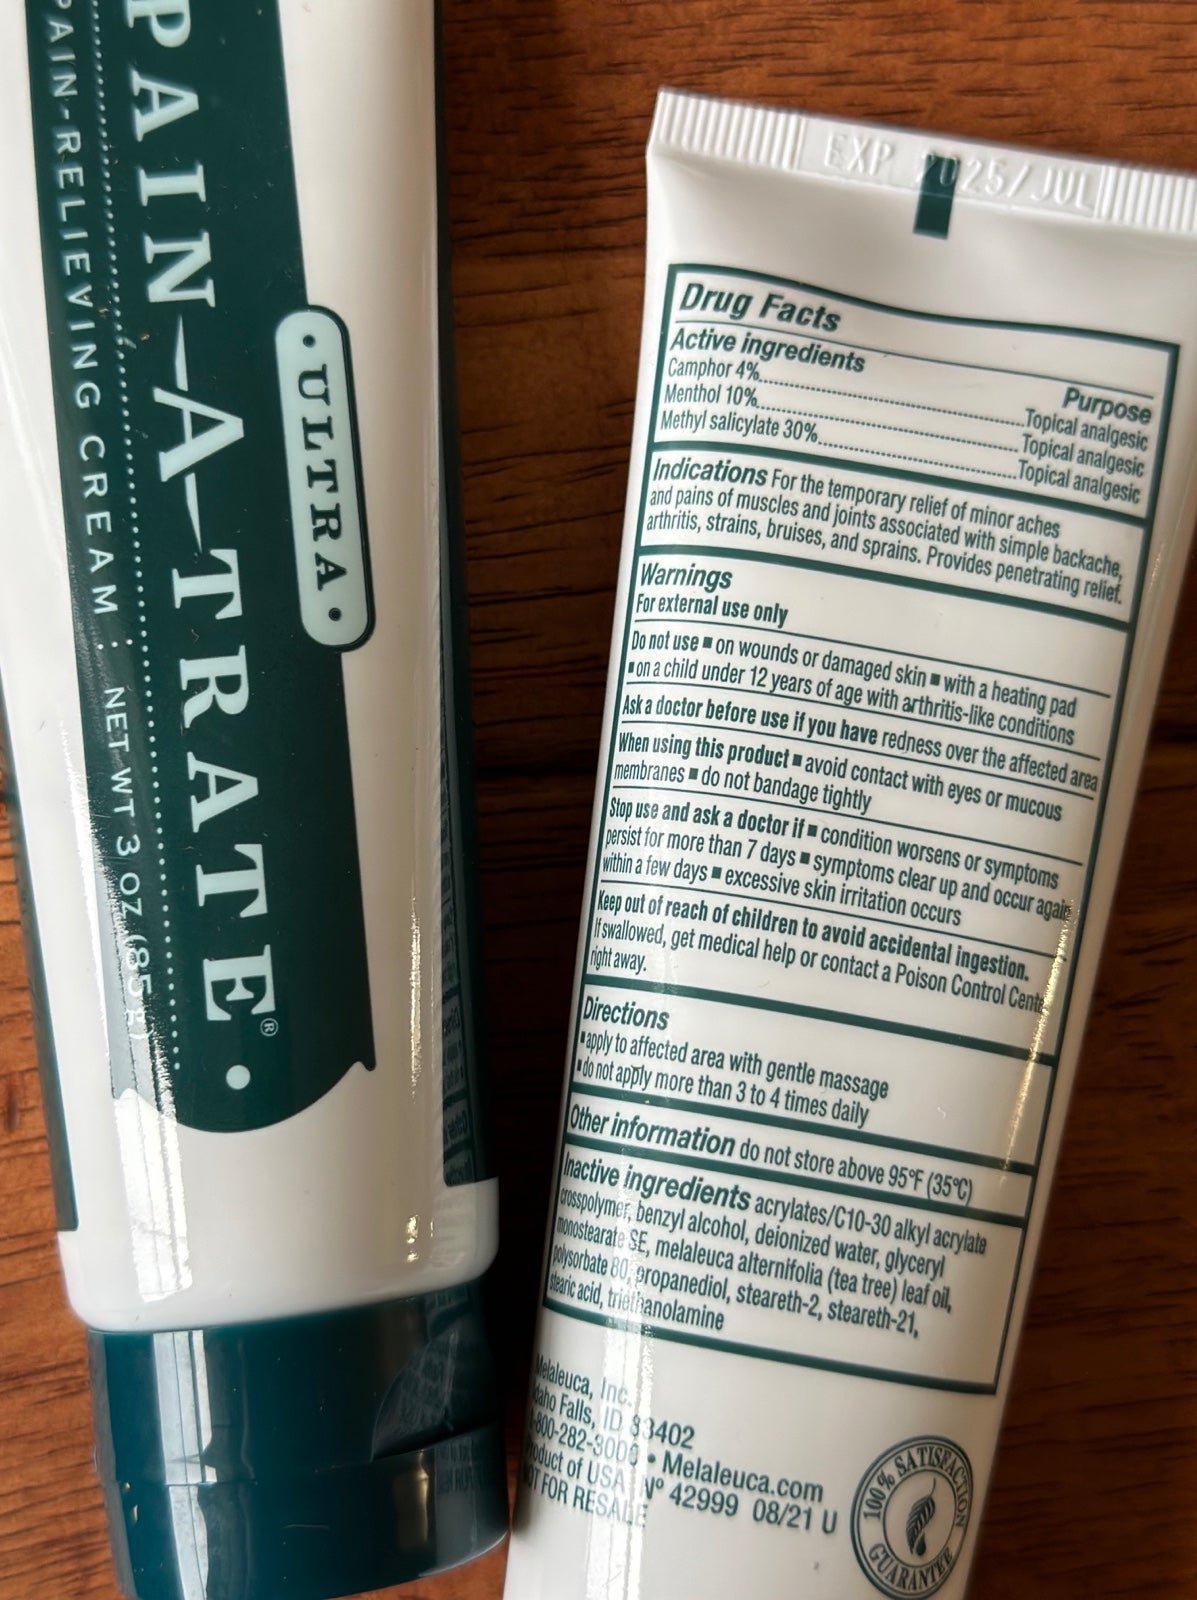 PAIN-A-TRATE®
• ULTRA •
PAIN-RELIEVING CREAM : NET WT 3 oz (85g)
EXP 2025/JUL
Drug Facts
Active ingredients Purpose
Camphor 4%..........Topical analgesic
Menthol 10%..........Topical analgesic
Methyl salicylate 30%..........Topical analgesic
Indications For the temporary relief of minor aches
and pains of muscles and joints associated with simple backache,
arthritis, strains, bruises, and sprains. Provides penetrating relief.
Warnings
For external use only
Do not use ■ on wounds or damaged skin ■ with a heating pad
■ on a child under 12 years of age with arthritis-like conditions
Ask a doctor before use if you have redness over the affected area
When using this product ■ avoid contact with eyes or mucous
membranes ■ do not bandage tightly
Stop use and ask a doctor if ■ condition worsens or symptoms
persist for more than 7 days ■ symptoms clear up and occur again
within a few days ■ excessive skin irritation occurs
Keep out of reach of children to avoid accidental ingestion.
If swallowed, get medical help or contact a Poison Control Cente
right away.
Directions
■ apply to affected area with gentle massage
■ do not apply more than 3 to 4 times daily
Other information do not store above 95°F (35°C)
Inactive ingredients acrylates/C10-30 alkyl acrylate
crosspolymer, benzyl alcohol, deionized water, glyceryl
monostearate SE, melaleuca alternifolia (tea tree) leaf oil,
polysorbate 80, propanediol, steareth-2, steareth-21,
stearic acid, triethanolamine
Melaleuca, Inc.
Idaho Falls, ID 83402
1-800-282-3000 • Melaleuca.com
Product of USA Nº 42999 08/21 U
NOT FOR RESALE
100% SATISFACTION
GUARANTEE